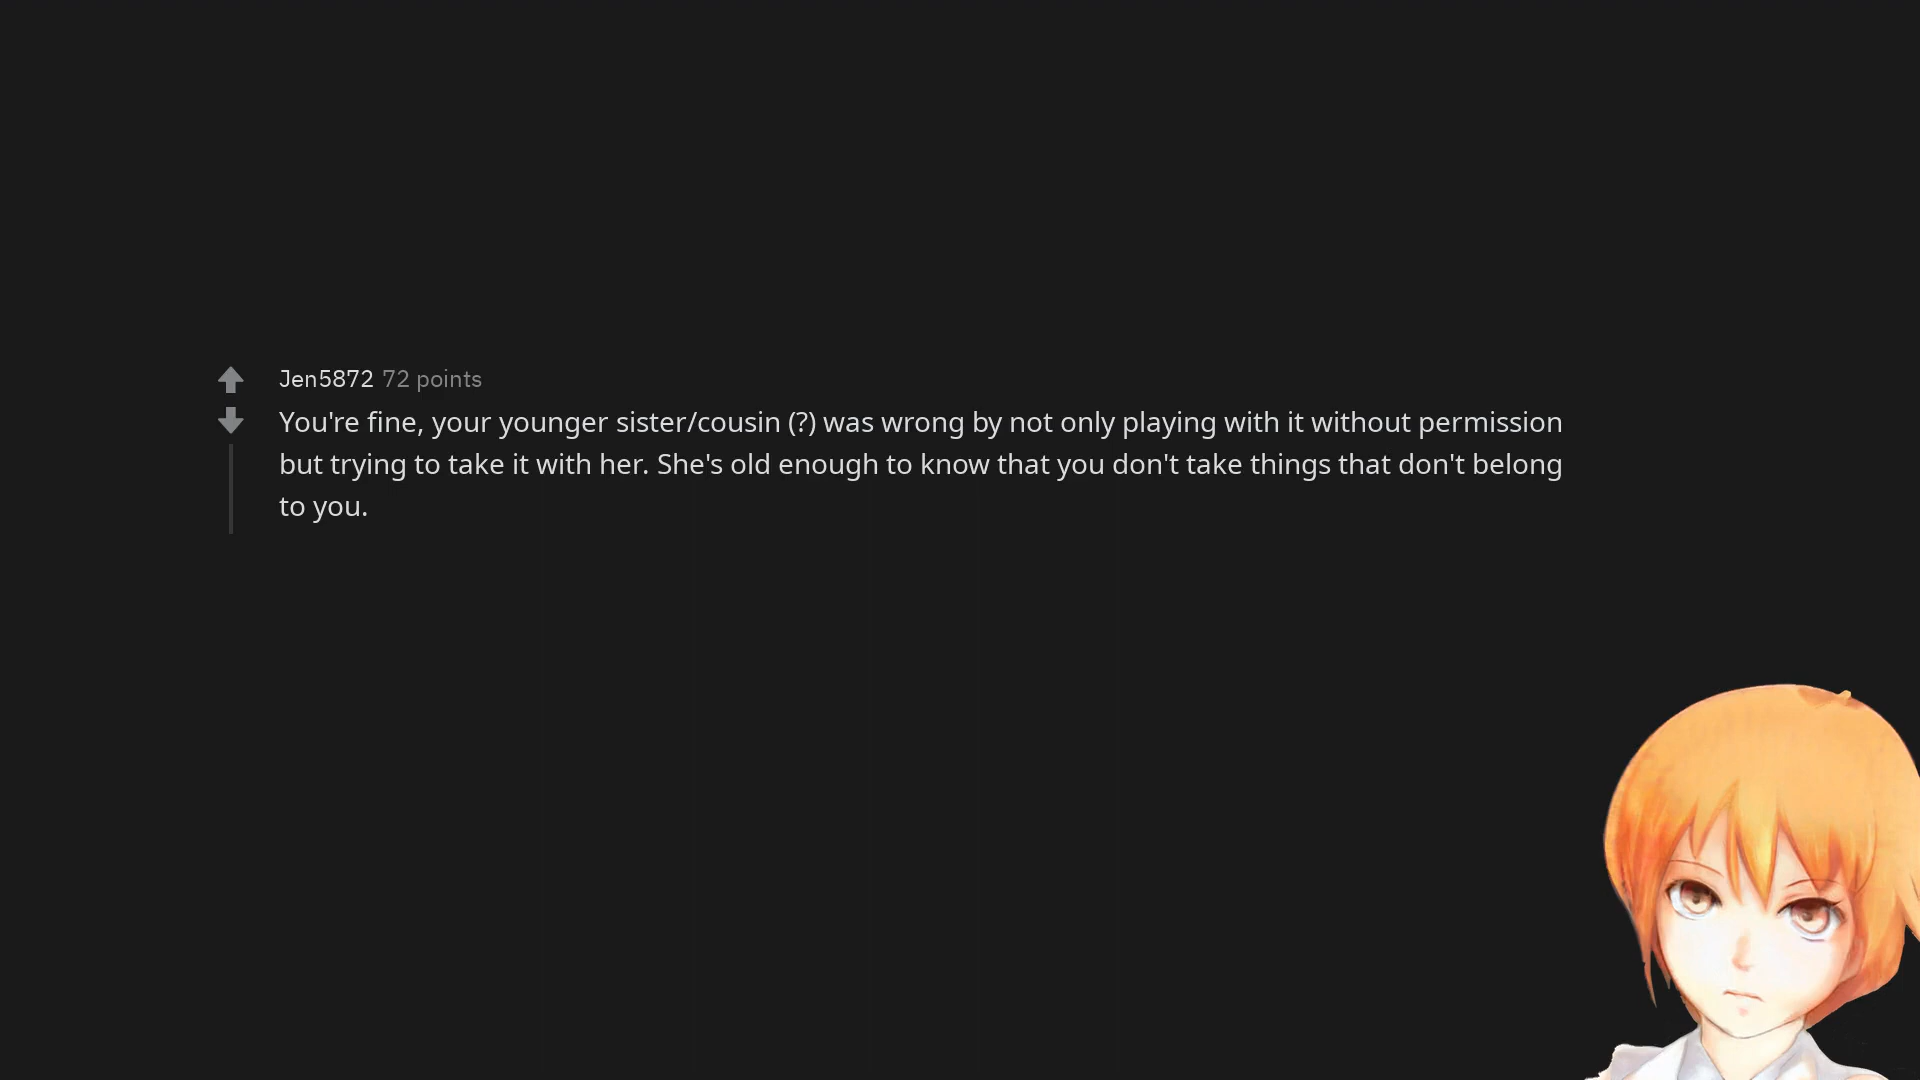 Jen5872 72 points
You're fine, your younger sister/cousin (?) was wrong by not only playing with it without permission
but trying to take it with her. She's old enough to know that you don't take things that don't belong
to you.